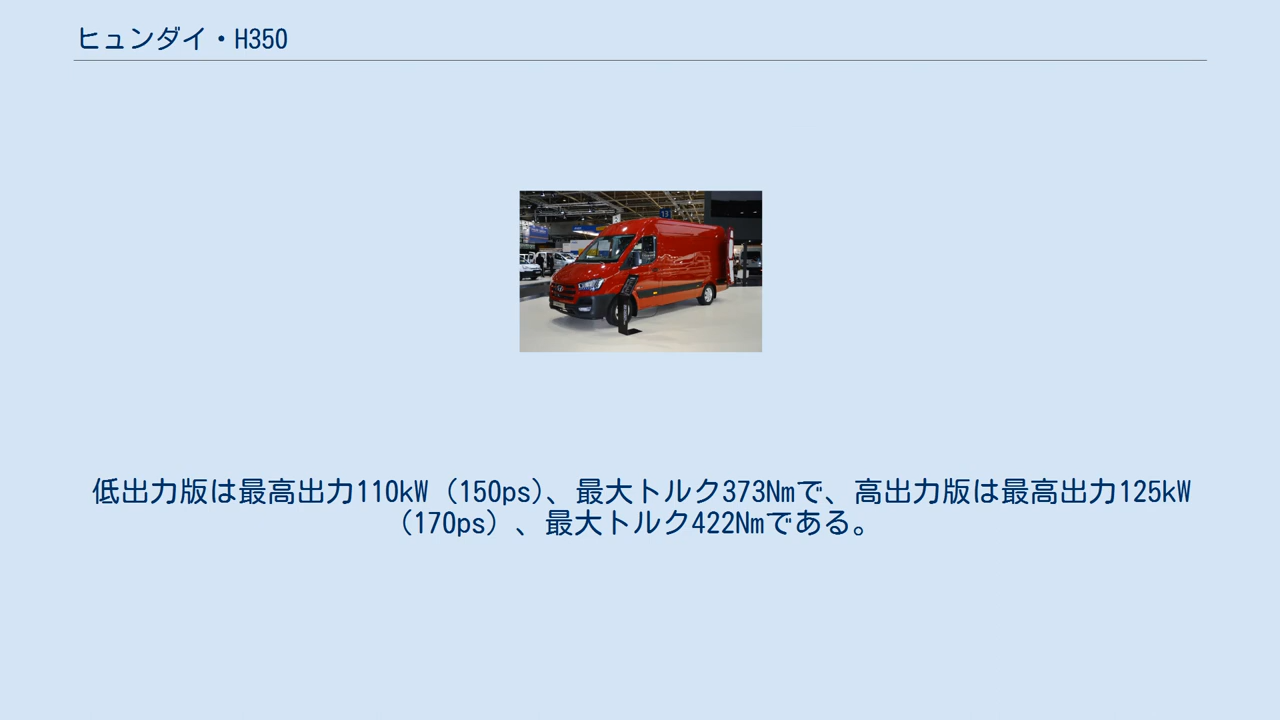 ヒュンダイ・H350
13
低出力版は最高出力110kW（150ps）、最大トルク373Nmで、高出力版は最高出力125kW
（170ps）、最大トルク422Nmである。